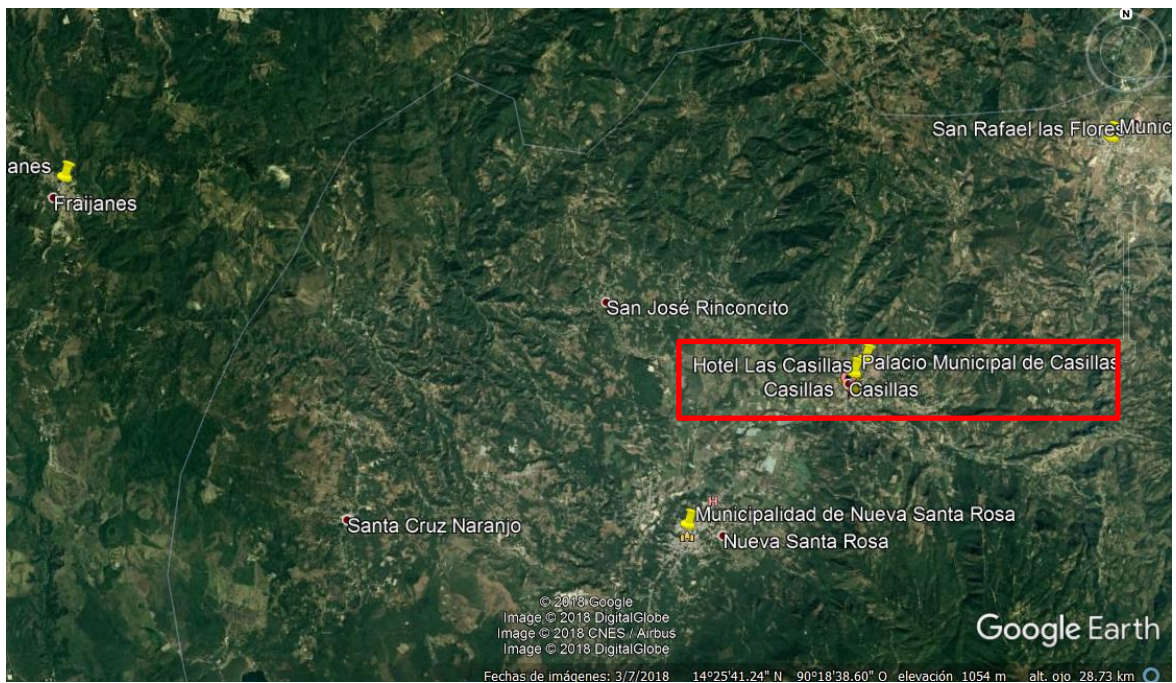 N
San Rafael las Flores
Munic
anes
Fraijanes
San José Rinconcito
Hotel Las Casillas
Palacio Municipal de Casillas
Casillas
Casillas
H
Municipalidad de Nueva Santa Rosa
Santa Cruz Naranjo
Nueva Santa Rosa
© 2018 Google
Image © 2018 DigitalGlobe
Image © 2018 CNES / Airbus
Image © 2018 DigitalGlobe
Google Earth
Fechas de imágenes: 3/7/2018 14°25'41.24" N 90°18'38.60" O elevación 1054 m alt. ojo 28.73 km